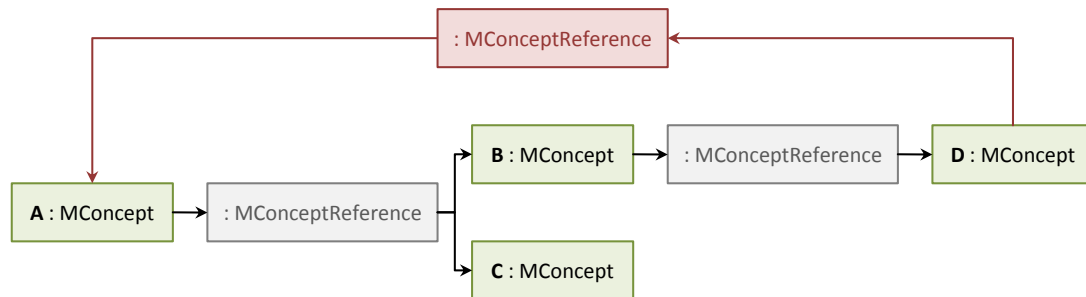 : MConceptReference
B : MConcept
: MConceptReference
D : MConcept
A : MConcept
: MConceptReference
C : MConcept